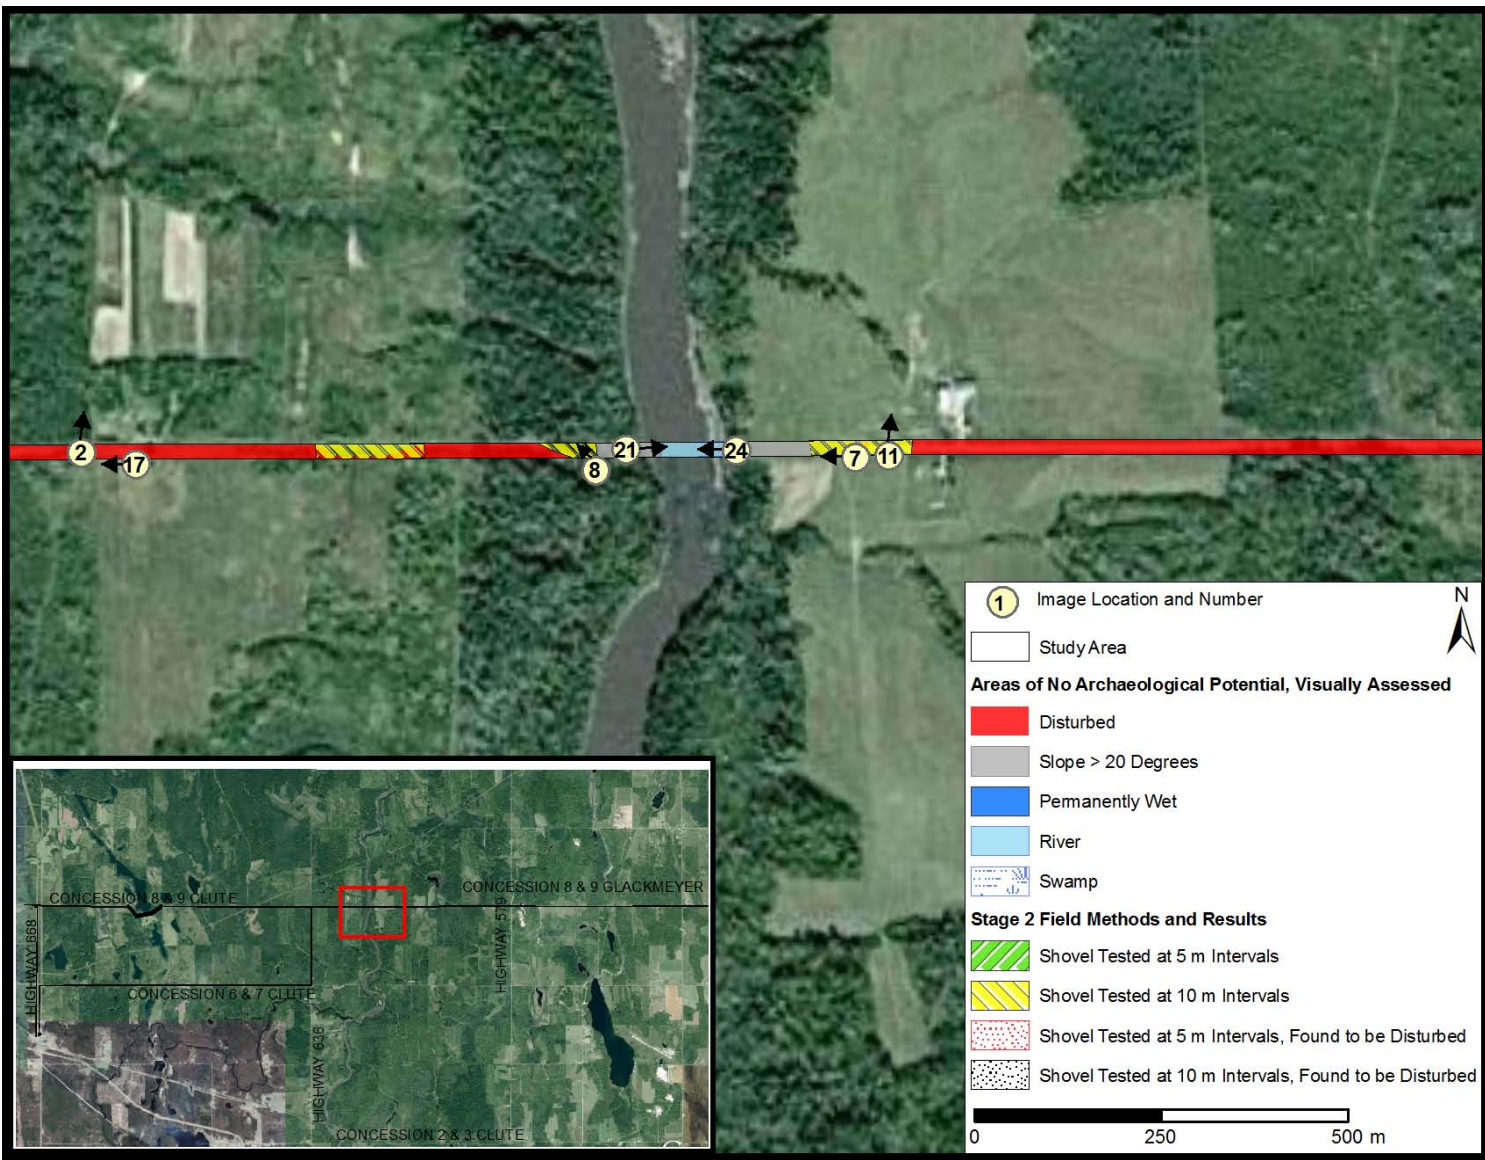 2
17
8
21
24
7
11
1 Image Location and Number
N
Study Area
Areas of No Archaeological Potential, Visually Assessed
Disturbed
Slope > 20 Degrees
Permanently Wet
River
Swamp
Stage 2 Field Methods and Results
Shovel Tested at 5 m Intervals
Shovel Tested at 10 m Intervals
Shovel Tested at 5 m Intervals, Found to be Disturbed
Shovel Tested at 10 m Intervals, Found to be Disturbed
0 250 500 m
CONCESSION 8 & 9 CLUTE
CONCESSION 8 & 9 GLACKMEYER
HIGHWAY 668
HIGHWAY 579
CONCESSION 6 & 7 CLUTE
HIGHWAY 636
CONCESSION 2 & 3 CLUTE